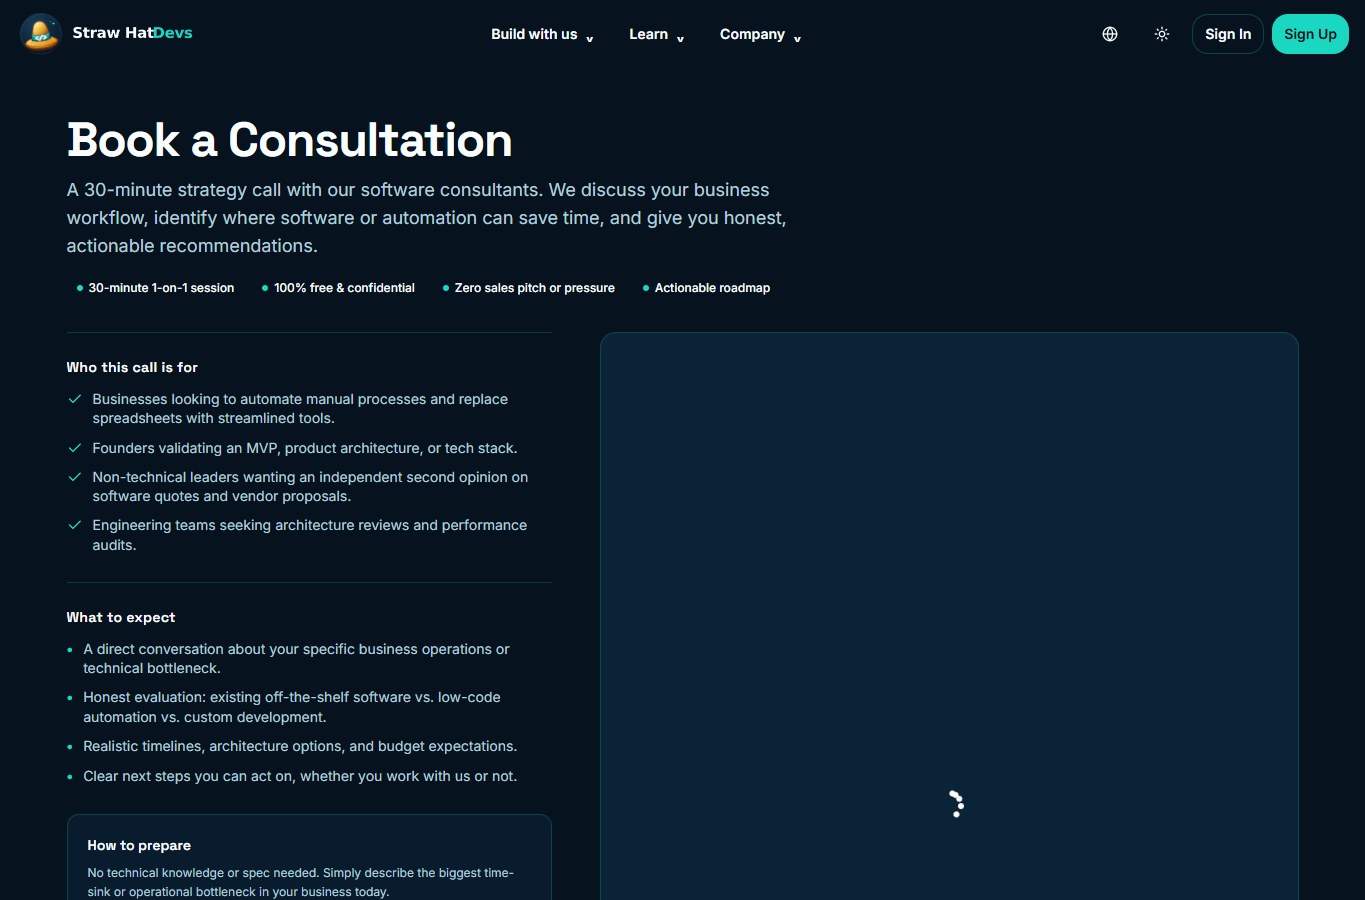 Straw HatDevs
Build with us
Learn
Company
Sign In
Sign Up
Book a Consultation
A 30-minute strategy call with our software consultants. We discuss your business
workflow, identify where software or automation can save time, and give you honest,
actionable recommendations.
30-minute 1-on-1 session
100% free & confidential
Zero sales pitch or pressure
Actionable roadmap
Who this call is for
Businesses looking to automate manual processes and replace
spreadsheets with streamlined tools.
Founders validating an MVP, product architecture, or tech stack.
Non-technical leaders wanting an independent second opinion on
software quotes and vendor proposals.
Engineering teams seeking architecture reviews and performance
audits.
What to expect
A direct conversation about your specific business operations or
technical bottleneck.
Honest evaluation: existing off-the-shelf software vs. low-code
automation vs. custom development.
Realistic timelines, architecture options, and budget expectations.
Clear next steps you can act on, whether you work with us or not.
How to prepare
No technical knowledge or spec needed. Simply describe the biggest time-
sink or operational bottleneck in your business today.